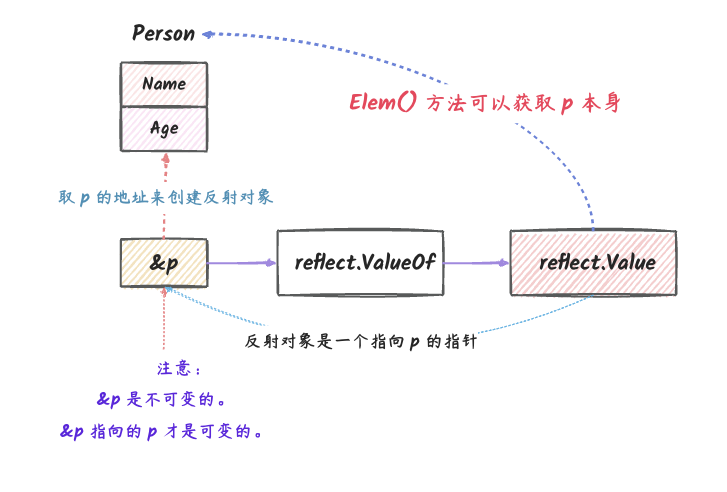 Person
Name
Age
Elem() 方法可以获取 p 本身
取 p 的地址来创建反射对象
&p
reflect.ValueOf
reflect.Value
反射对象是一个指向 p 的指针
注意：
&p 是不可变的。
&p 指向的 p 才是可变的。